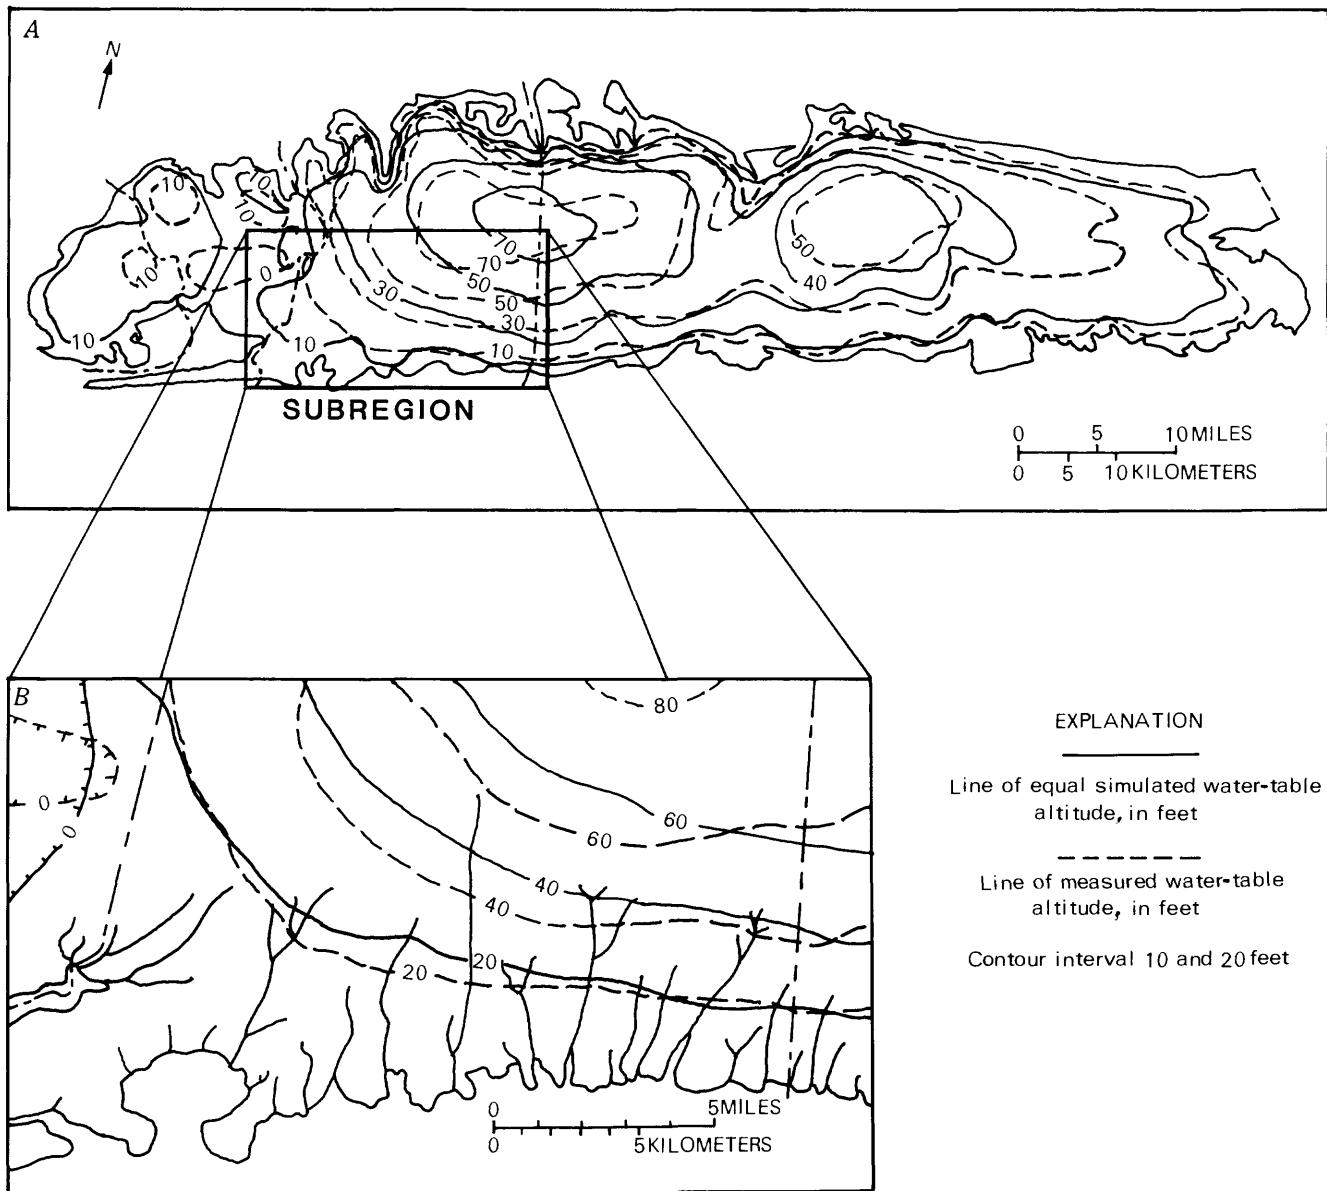 A
N
10
10
10
10
0
10
10
70
70
50
50
30
30
10
50
40
SUBREGION
0 5 10 MILES
0 5 10 KILOMETERS
B
80
0
0
60
60
40
40
20
20
0 5 MILES
0 5 KILOMETERS
EXPLANATION
Line of equal simulated water-table
altitude, in feet
Line of measured water-table
altitude, in feet
Contour interval 10 and 20 feet